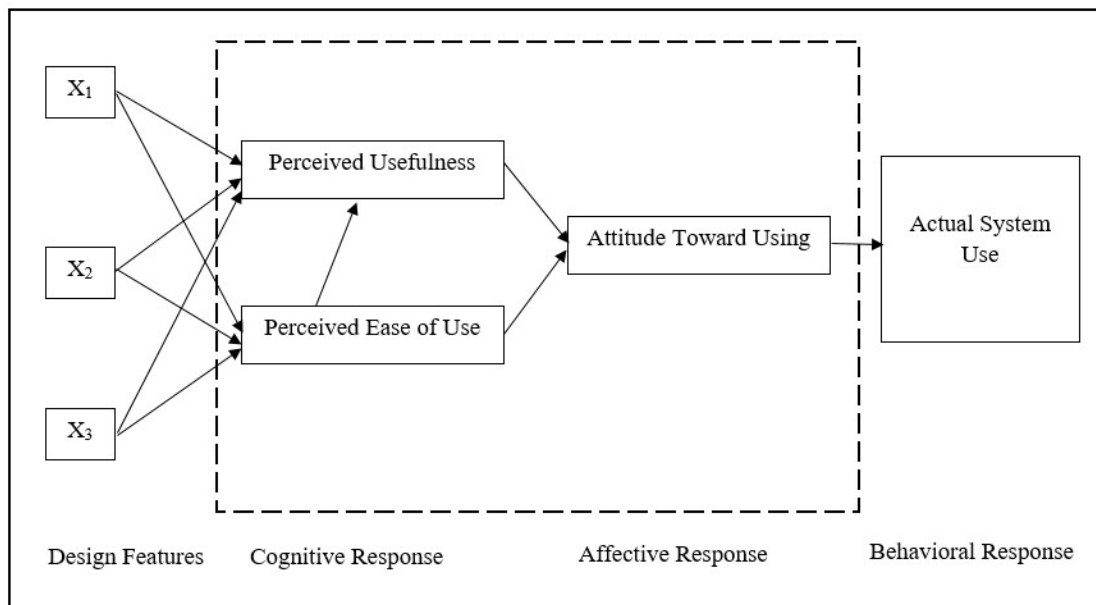 X₁
Perceived Usefulness
X₂
Attitude Toward Using
Actual System
Use
Perceived Ease of Use
X₃
Design Features
Cognitive Response
Affective Response
Behavioral Response